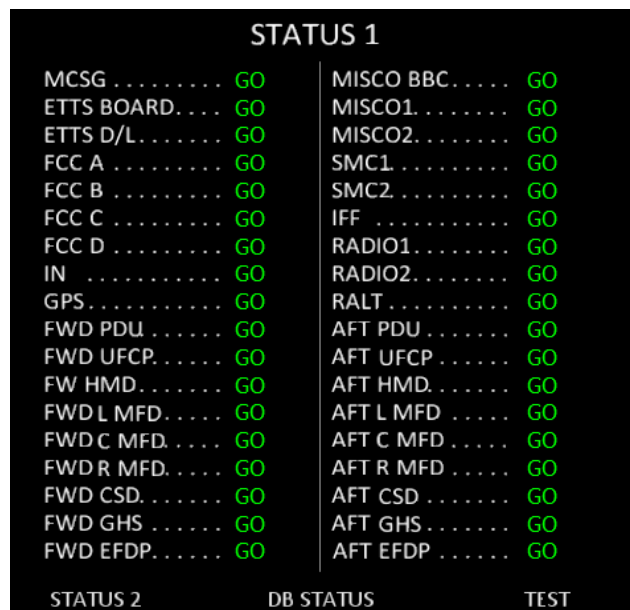 STATUS 1
MCSG ......... GO
ETTS BOARD.... GO
ETTS D/L....... GO
FCC A ......... GO
FCC B ......... GO
FCC C ......... GO
FCC D ......... GO
IN ........... GO
GPS........... GO
FWD PDU ...... GO
FWD UFCP...... GO
FW HMD....... GO
FWD L MFD..... GO
FWD C MFD..... GO
FWD R MFD..... GO
FWD CSD....... GO
FWD GHS ...... GO
FWD EFDP...... GO
MISCO BBC..... GO
MISCO1........ GO
MISCO2........ GO
SMC1.......... GO
SMC2.......... GO
IFF ........... GO
RADIO1........ GO
RADIO2........ GO
RALT .......... GO
AFT PDU ....... GO
AFT UFCP ...... GO
AFT HMD....... GO
AFT L MFD ..... GO
AFT C MFD ..... GO
AFT R MFD ..... GO
AFT CSD ....... GO
AFT GHS ....... GO
AFT EFDP ...... GO
STATUS 2 DB STATUS TEST